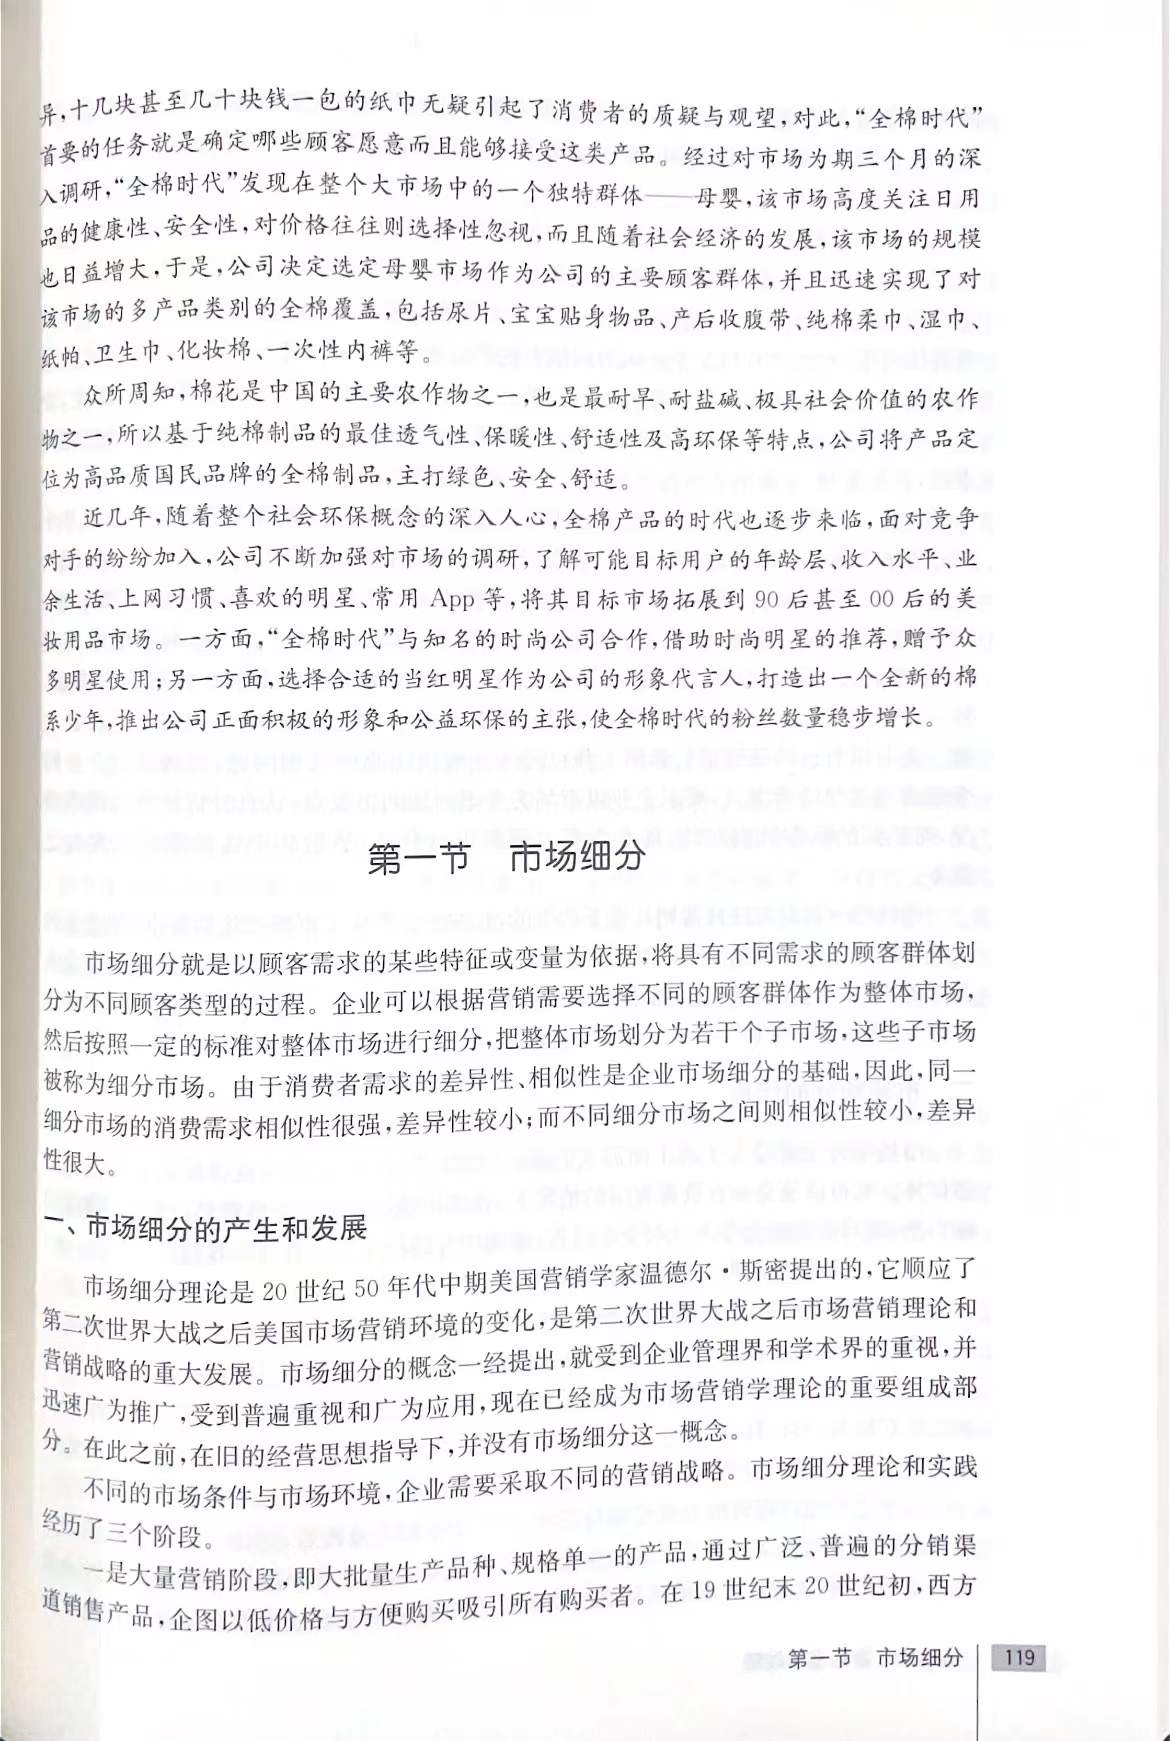 异,十几块甚至几十块钱一包的纸巾无疑引起了消费者的质疑与观望,对此,“全棉时代”
首要的任务就是确定哪些顾客愿意而且能够接受这类产品。经过对市场为期三个月的深
入调研,“全棉时代”发现在整个大市场中的一个独特群体——母婴,该市场高度关注日用
品的健康性、安全性,对价格往往则选择性忽视,而且随着社会经济的发展,该市场的规模
也日益增大,于是,公司决定选定母婴市场作为公司的主要顾客群体,并且迅速实现了对
该市场的多产品类别的全棉覆盖,包括尿片、宝宝贴身物品、产后收腹带、纯棉柔巾、湿巾、
纸帕、卫生巾、化妆棉、一次性内裤等。
众所周知,棉花是中国的主要农作物之一,也是最耐旱、耐盐碱、极具社会价值的农作
物之一,所以基于纯棉制品的最佳透气性、保暖性、舒适性及高环保等特点,公司将产品定
位为高品质国民品牌的全棉制品,主打绿色、安全、舒适。
近几年,随着整个社会环保概念的深入人心,全棉产品的时代也逐步来临,面对竞争
对手的纷纷加入,公司不断加强对市场的调研,了解可能目标用户的年龄层、收入水平、业
余生活、上网习惯、喜欢的明星、常用 App 等,将其目标市场拓展到 90 后甚至 00 后的美
妆用品市场。一方面,“全棉时代”与知名的时尚公司合作,借助时尚明星的推荐,赠予众
多明星使用;另一方面,选择合适的当红明星作为公司的形象代言人,打造出一个全新的棉
系少年,推出公司正面积极的形象和公益环保的主张,使全棉时代的粉丝数量稳步增长。
第一节 市场细分
市场细分就是以顾客需求的某些特征或变量为依据,将具有不同需求的顾客群体划
分为不同顾客类型的过程。企业可以根据营销需要选择不同的顾客群体作为整体市场,
然后按照一定的标准对整体市场进行细分,把整体市场划分为若干个子市场,这些子市场
被称为细分市场。由于消费者需求的差异性、相似性是企业市场细分的基础,因此,同一
细分市场的消费需求相似性很强,差异性较小;而不同细分市场之间则相似性较小,差异
性很大。
一、市场细分的产生和发展
市场细分理论是 20 世纪 50 年代中期美国营销学家温德尔·斯密提出的,它顺应了
第二次世界大战之后美国市场营销环境的变化,是第二次世界大战之后市场营销理论和
营销战略的重大发展。市场细分的概念一经提出,就受到企业管理界和学术界的重视,并
迅速广为推广,受到普遍重视和广为应用,现在已经成为市场营销学理论的重要组成部
分。在此之前,在旧的经营思想指导下,并没有市场细分这一概念。
不同的市场条件与市场环境,企业需要采取不同的营销战略。市场细分理论和实践
经历了三个阶段。
一是大量营销阶段,即大批量生产品种、规格单一的产品,通过广泛、普遍的分销渠
道销售产品,企图以低价格与方便购买吸引所有购买者。在 19 世纪末 20 世纪初,西方
第一节 市场细分 119